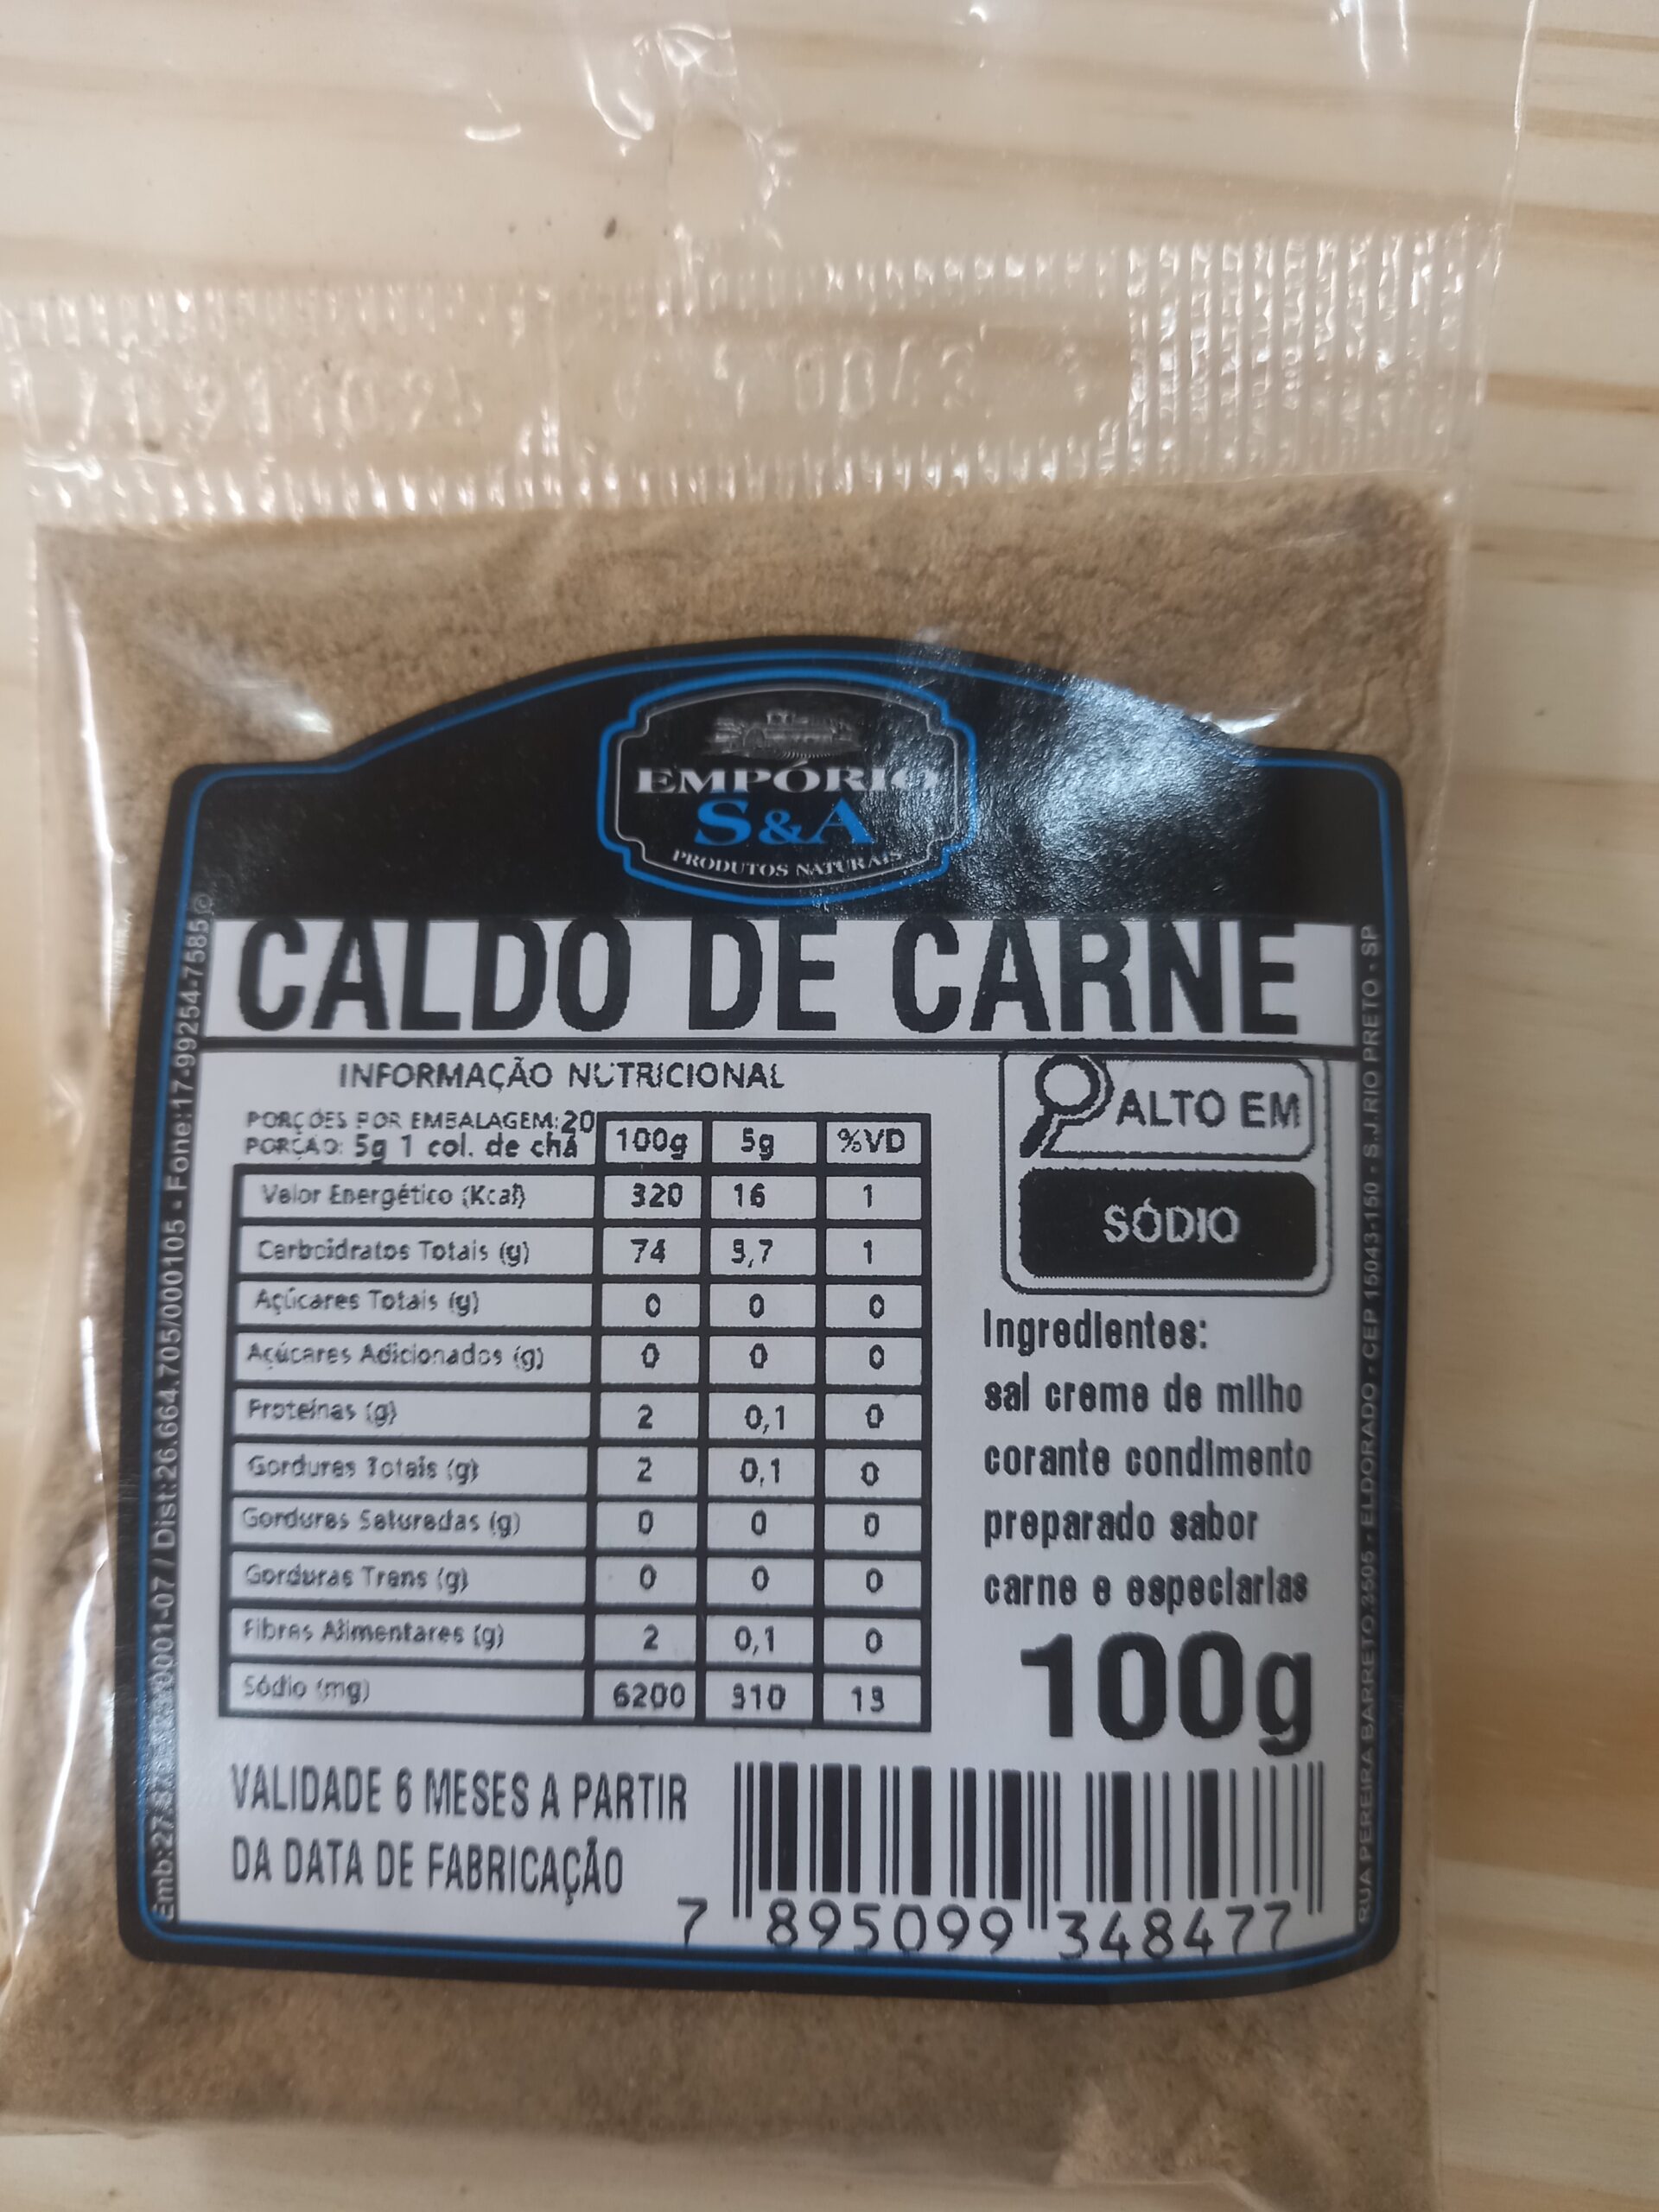 EMPÓRIO
S&A
PRODUTOS NATURAIS
CALDO DE CARNE
INFORMAÇÃO NUTRICIONAL
PORÇÕES POR EMBALAGEM:20
PORÇÃO: 5g 1 col. de chá
100g 5g %VD
Valor Energético (Kcal) 320 16 1
Carboidratos Totais (g) 74 3,7 1
Açúcares Totais (g) 0 0 0
Açúcares Adicionados (g) 0 0 0
Proteínas (g) 2 0,1 0
Gorduras Totais (g) 2 0,1 0
Gorduras Saturadas (g) 0 0 0
Gorduras Trans (g) 0 0 0
Fibras Alimentares (g) 2 0,1 0
Sódio (mg) 6200 310 13
ALTO EM
SÓDIO
Ingredientes:
sal creme de milho
corante condimento
preparado sabor
carne e especiarias
100g
VALIDADE 6 MESES A PARTIR
DA DATA DE FABRICAÇÃO
7 895099 348477
/ Dist:26.664.705/000105 - Fone:17-99254-7585
RUA PEREIRA BARRETO,3505 - ELDORADO - CEP 15043-150 - S.J.RIO PRETO - SP